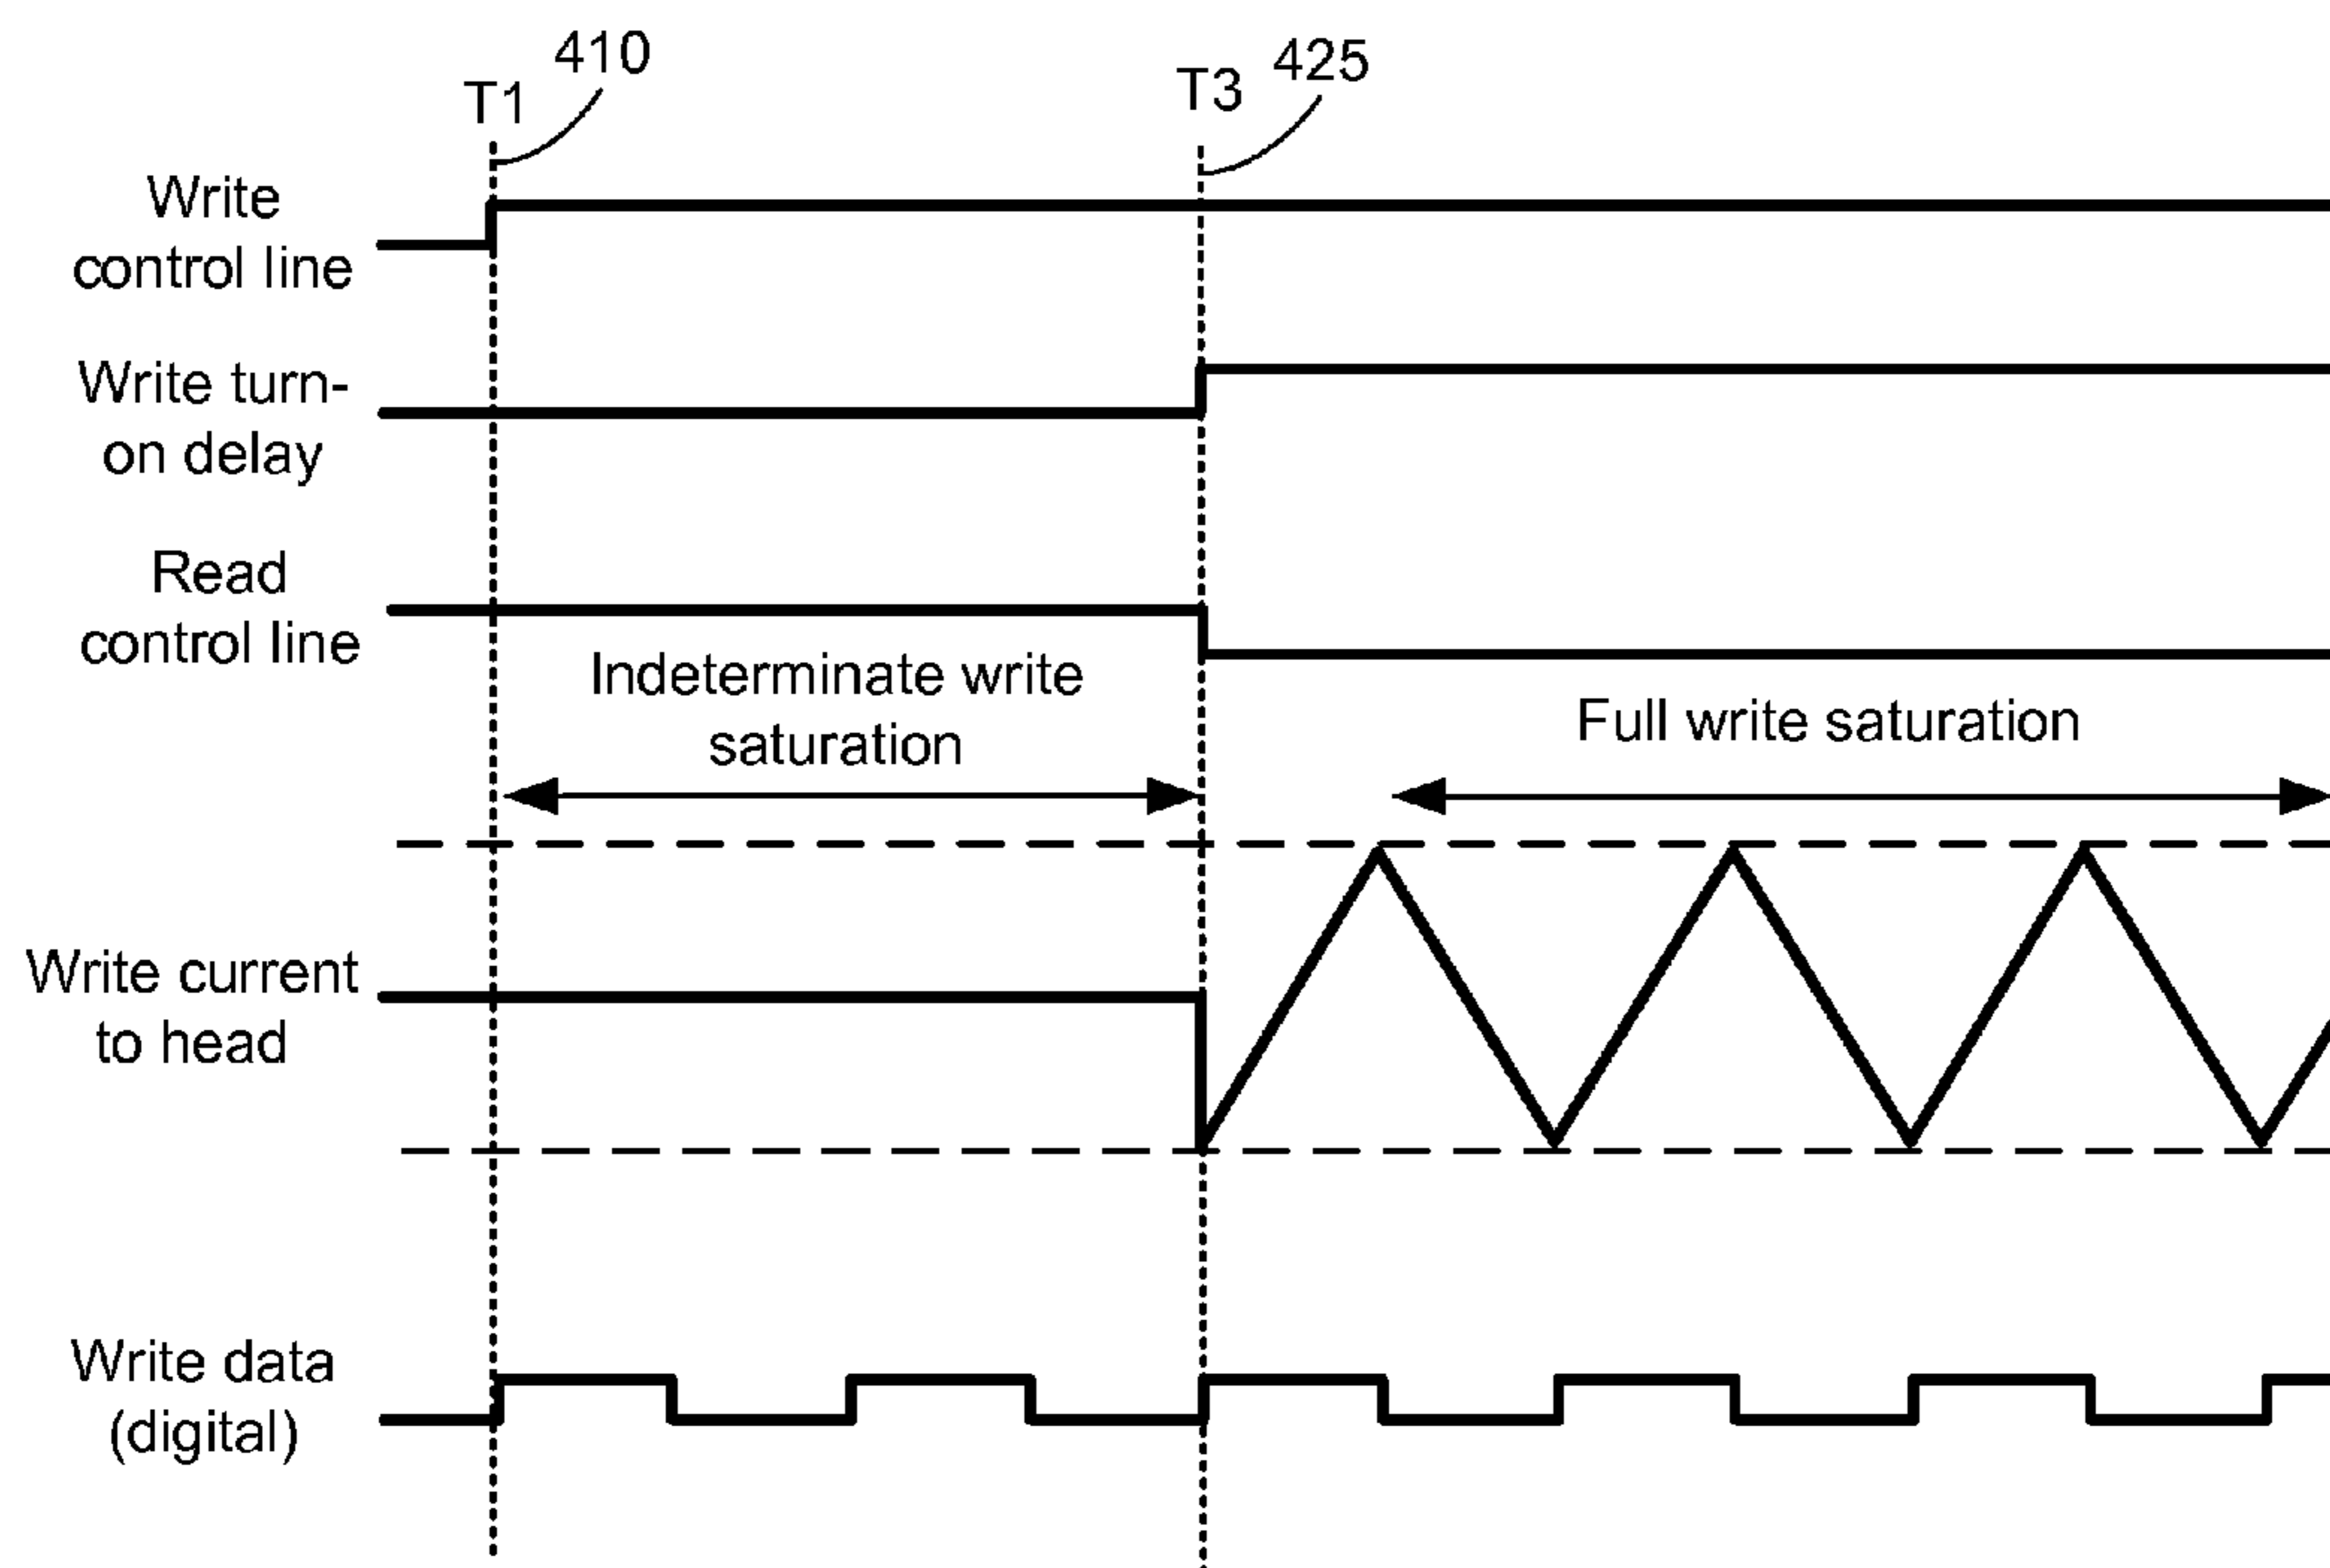 410
T1
425
T3
Write
control line
Write turn-
on delay
Read
control line
Indeterminate write
saturation
Full write saturation
Write current
to head
Write data
(digital)